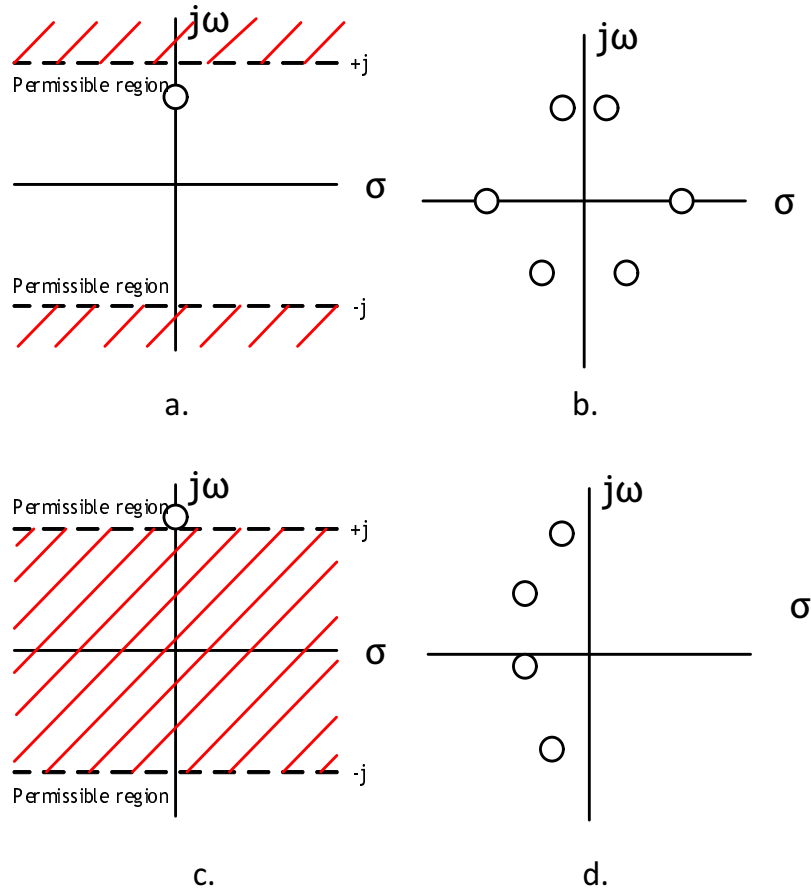 jω
+j
Permissible region
σ
Permissible region
-j
a.
jω
σ
b.
jω
Permissible region
+j
σ
-j
Permissible region
c.
jω
σ
d.